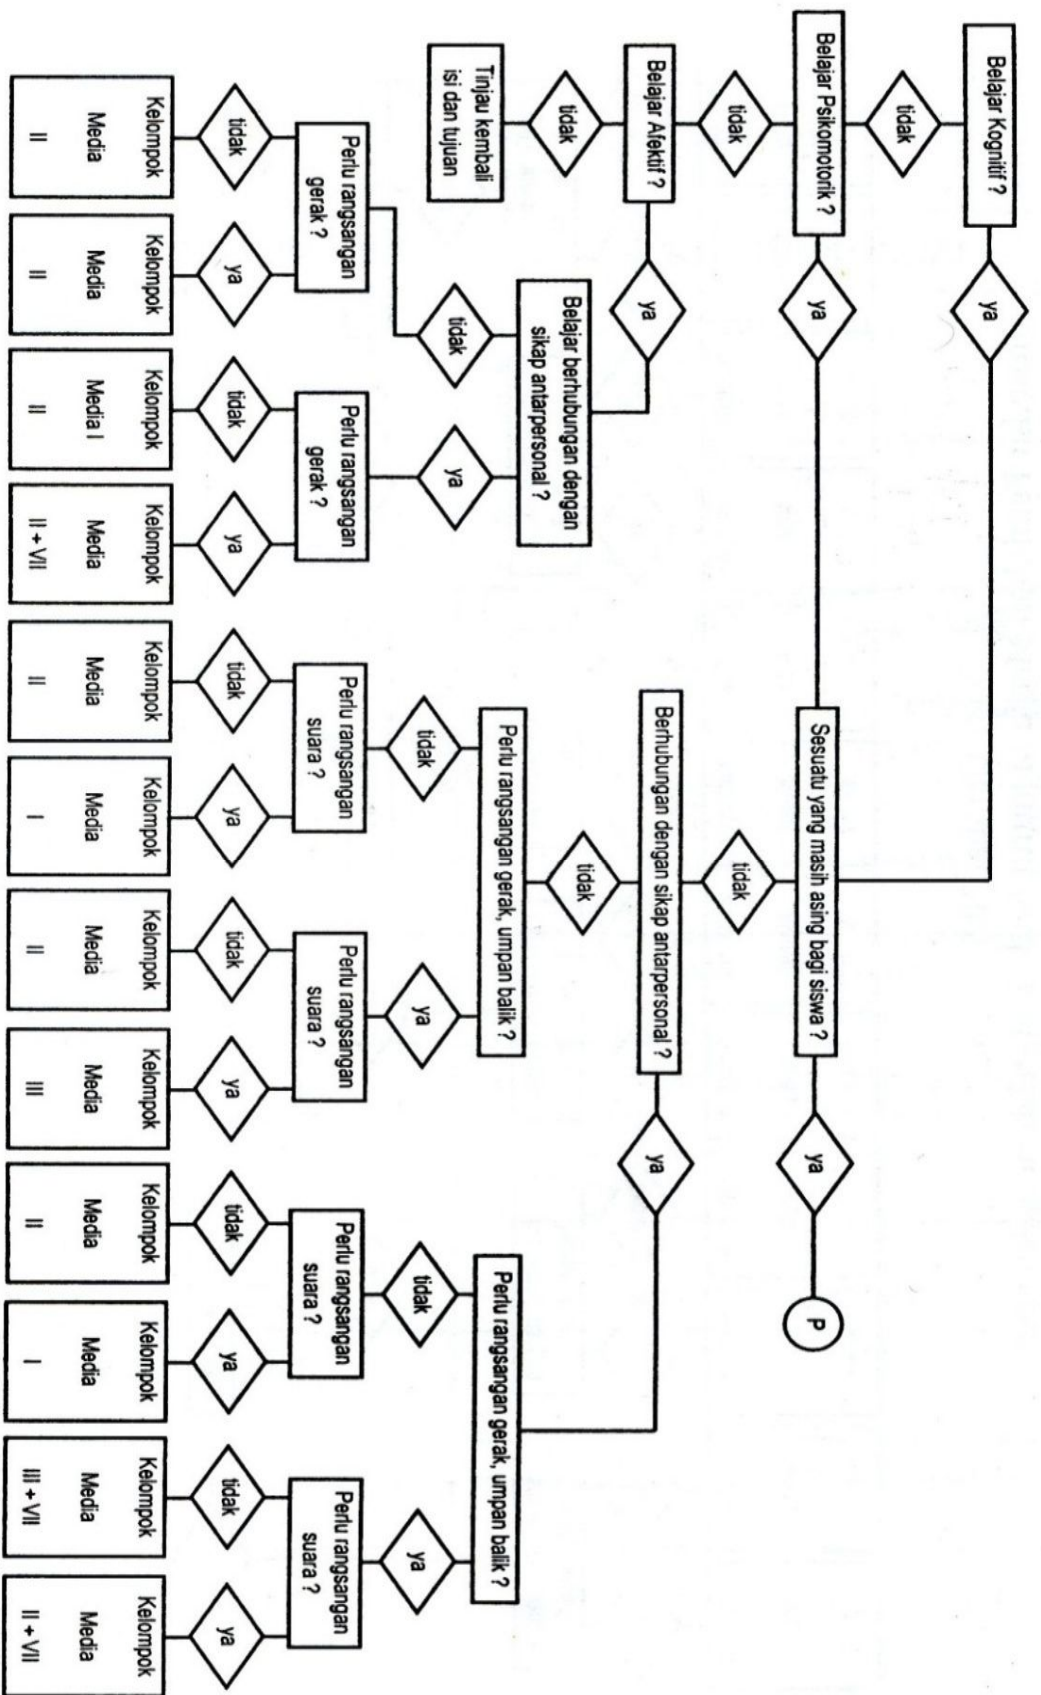 Belajar Kognitif ?
ya
tidak
Belajar Psikomotorik ?
ya
Sesuatu yang masih asing bagi siswa ?
ya
P
tidak
tidak
Belajar Afektif ?
ya
Berhubungan dengan sikap antarpersonal ?
ya
tidak
Belajar berhubungan dengan
sikap antarpersonal ?
tidak
Tinjau kembali
isi dan tujuan
Perlu rangsangan gerak, umpan balik ?
Perlu rangsangan gerak, umpan balik ?
tidak
ya
tidak
ya
tidak
ya
Perlu rangsangan
gerak ?
Perlu rangsangan
gerak ?
Perlu rangsangan
suara ?
Perlu rangsangan
suara ?
Perlu rangsangan
suara ?
Perlu rangsangan
suara ?
tidak
ya
tidak
ya
tidak
ya
tidak
ya
tidak
ya
tidak
ya
Kelompok
Media
II
Kelompok
Media
II
Kelompok
Media I
II
Kelompok
Media
II + VII
Kelompok
Media
II
Kelompok
Media
I
Kelompok
Media
II
Kelompok
Media
III
Kelompok
Media
II
Kelompok
Media
I
Kelompok
Media
III + VII
Kelompok
Media
II + VII